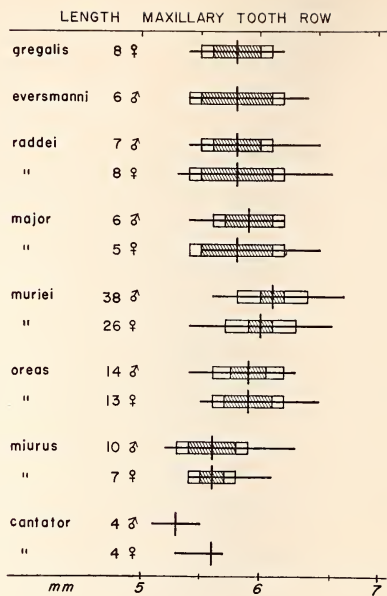 LENGTH MAXILLARY TOOTH ROW
gregalis 8 ♀
eversmanni 6 ♂
raddei 7 ♂
" 8 ♀
major 6 ♂
" 5 ♀
muriei 38 ♂
" 26 ♀
oreas 14 ♂
" 13 ♀
miurus 10 ♂
" 7 ♀
cantator 4 ♂
" 4 ♀
mm 5 6 7